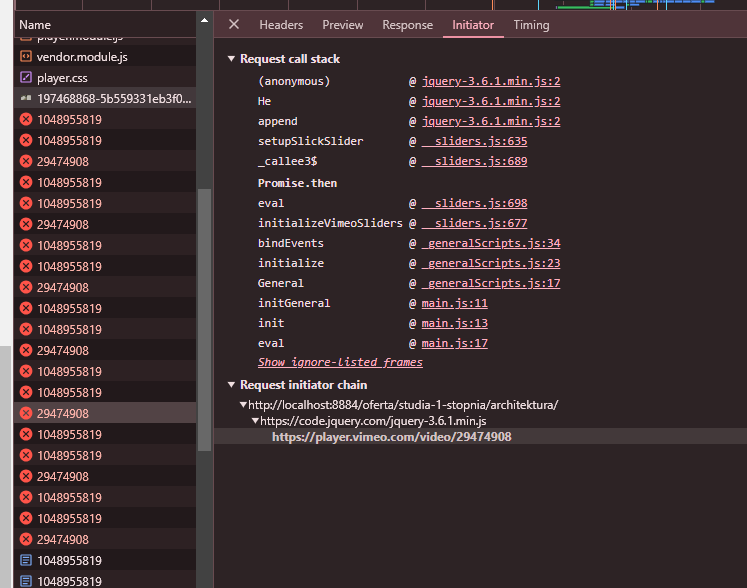 Name
player.module.js
vendor.module.js
player.css
197468868-5b559331eb3f0...
1048955819
1048955819
29474908
1048955819
1048955819
29474908
1048955819
1048955819
29474908
1048955819
1048955819
29474908
1048955819
1048955819
29474908
1048955819
1048955819
29474908
1048955819
1048955819
29474908
1048955819
1048955819
Headers Preview Response Initiator Timing
Request call stack
(anonymous) @ jquery-3.6.1.min.js:2
He @ jquery-3.6.1.min.js:2
append @ jquery-3.6.1.min.js:2
setupSlickSlider @ __sliders.js:635
_callee3$ @ __sliders.js:689
Promise.then
eval @ __sliders.js:698
initializeVimeoSliders @ __sliders.js:677
bindEvents @ _generalScripts.js:34
initialize @ _generalScripts.js:23
General @ _generalScripts.js:17
initGeneral @ main.js:11
init @ main.js:13
eval @ main.js:17
Show ignore-listed frames
Request initiator chain
http://localhost:8884/oferta/studia-1-stopnia/architektura/
https://code.jquery.com/jquery-3.6.1.min.js
https://player.vimeo.com/video/29474908